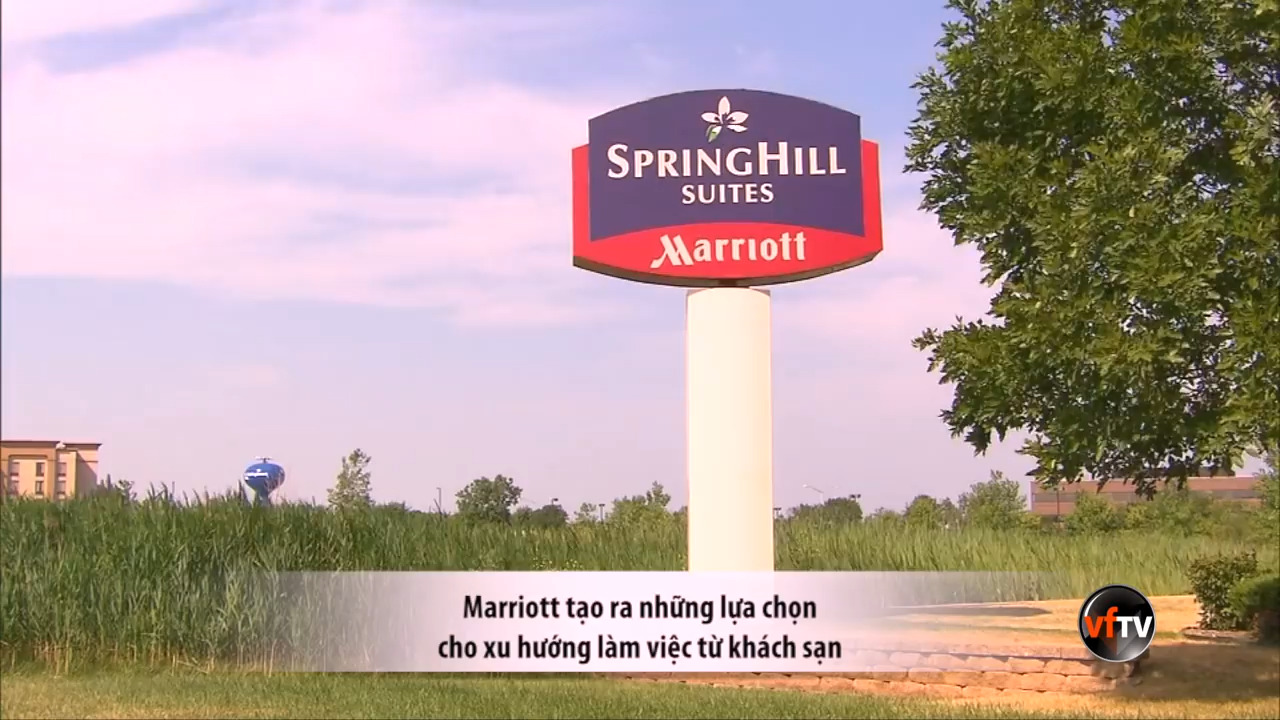 SPRINGHILL
SUITES
Marriott
Marriott tạo ra những lựa chọn
cho xu hướng làm việc từ khách sạn
vfTV